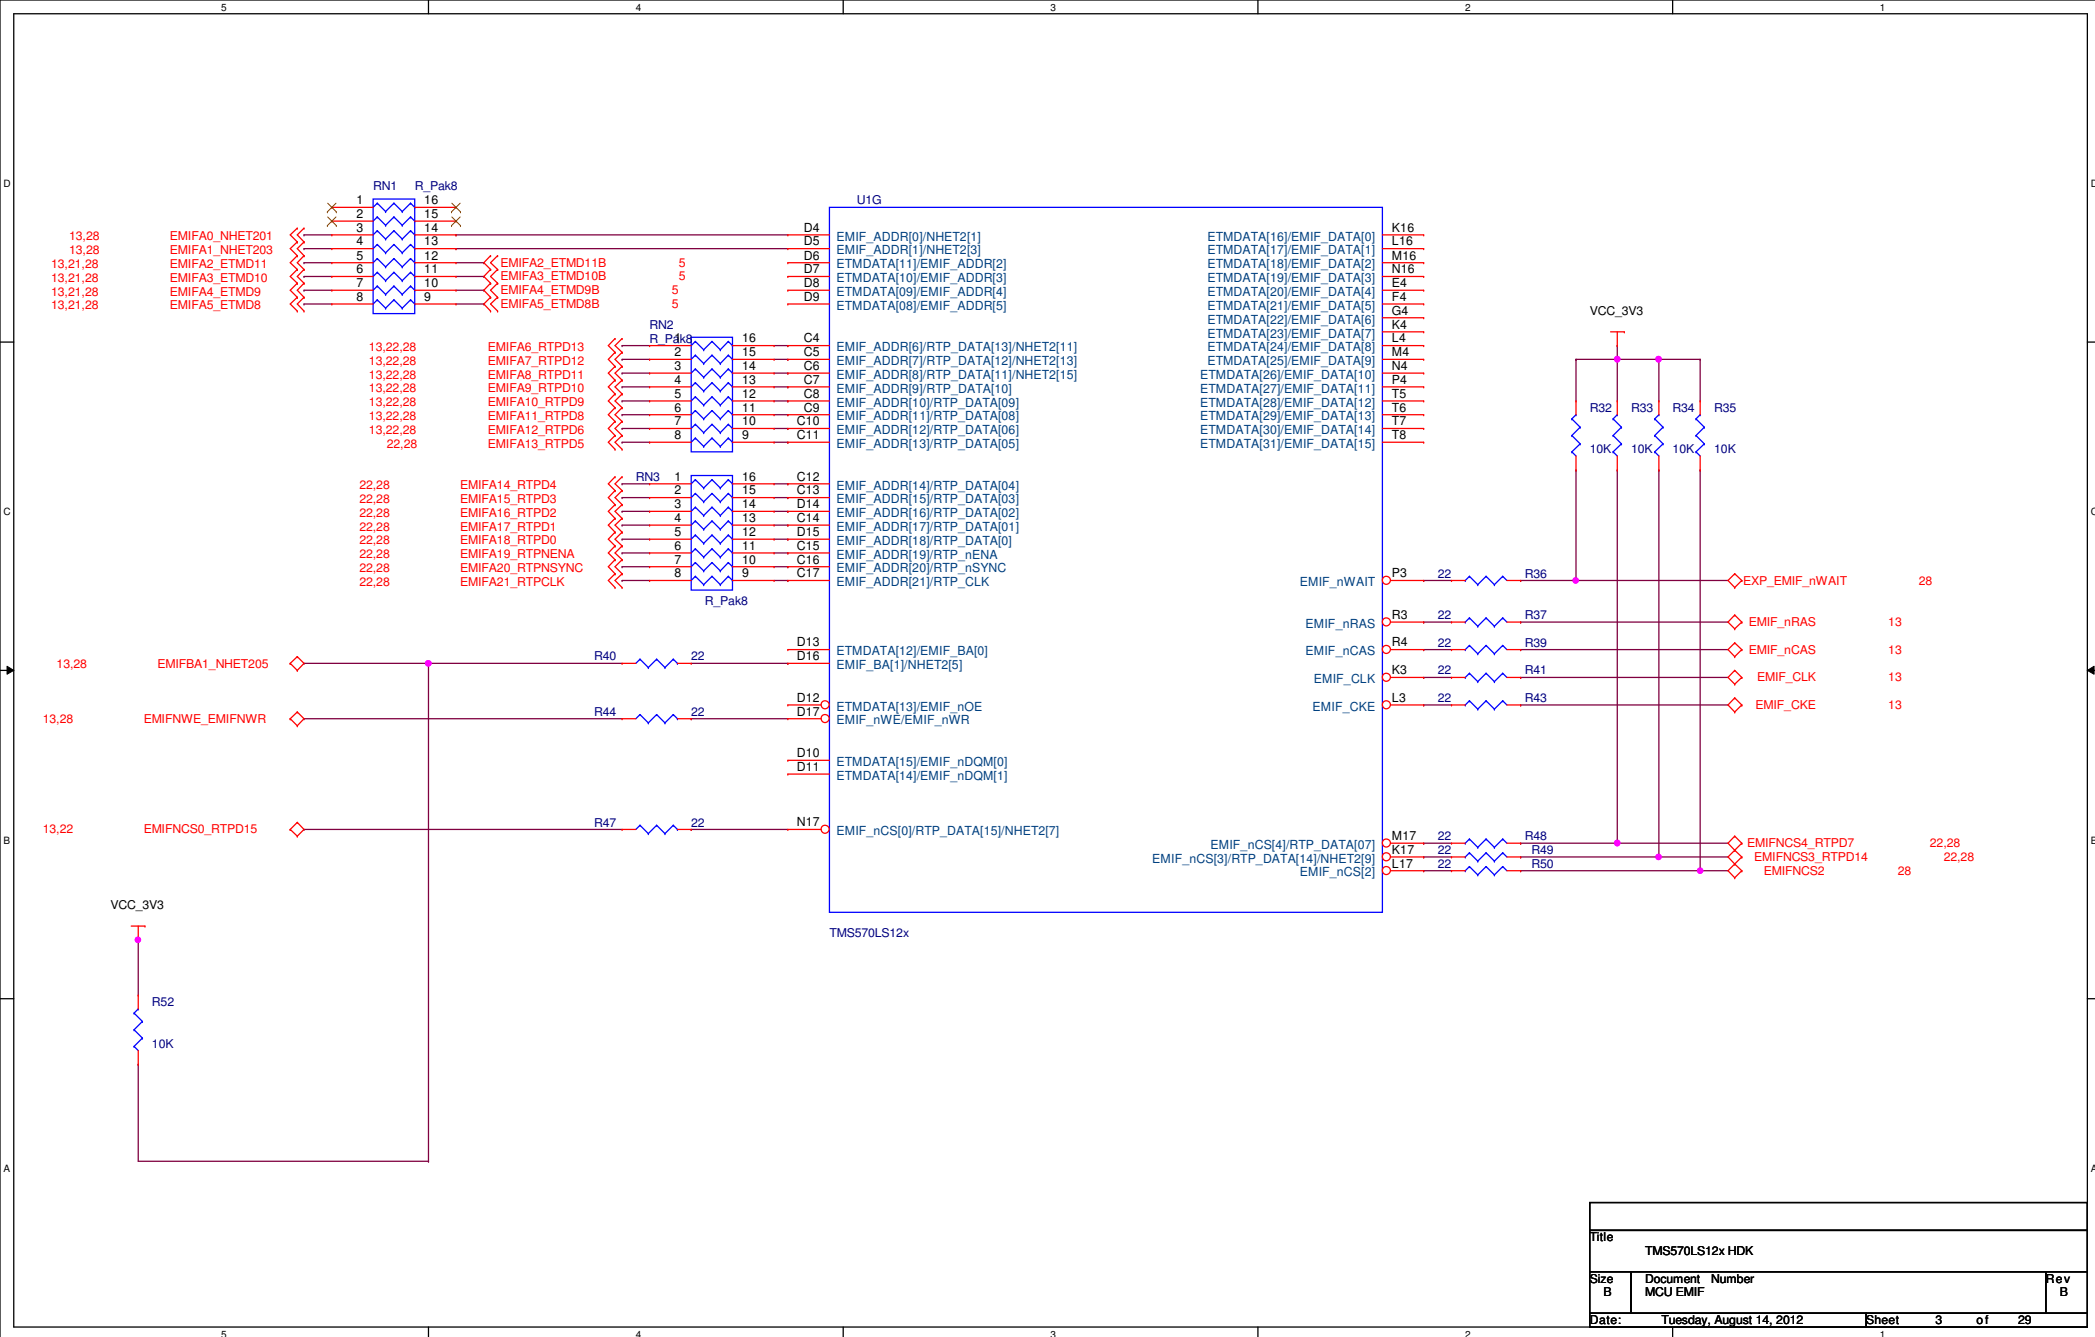 5 4 3 2 1
D
RN1 R_Pak8
1 16
2 15
3 14
4 13
5 12
6 11
7 10
8 9
13,28 EMIFA0_NHET201
13,28 EMIFA1_NHET203
13,21,28 EMIFA2_ETMD11
13,21,28 EMIFA3_ETMD10
13,21,28 EMIFA4_ETMD9
13,21,28 EMIFA5_ETMD8
EMIFA2_ETMD11B 5
EMIFA3_ETMD10B 5
EMIFA4_ETMD9B 5
EMIFA5_ETMD8B 5
U1G
D4 EMIF_ADDR[0]/NHET2[1]
D5 EMIF_ADDR[1]/NHET2[3]
D6 ETMDATA[11]/EMIF_ADDR[2]
D7 ETMDATA[10]/EMIF_ADDR[3]
D8 ETMDATA[09]/EMIF_ADDR[4]
D9 ETMDATA[08]/EMIF_ADDR[5]
RN2
R_Pak8
13,22,28 EMIFA6_RTPD13 1 16 C4 EMIF_ADDR[6]/RTP_DATA[13]/NHET2[11]
13,22,28 EMIFA7_RTPD12 2 15 C5 EMIF_ADDR[7]/RTP_DATA[12]/NHET2[13]
13,22,28 EMIFA8_RTPD11 3 14 C6 EMIF_ADDR[8]/RTP_DATA[11]/NHET2[15]
13,22,28 EMIFA9_RTPD10 4 13 C7 EMIF_ADDR[9]/RTP_DATA[10]
13,22,28 EMIFA10_RTPD9 5 12 C8 EMIF_ADDR[10]/RTP_DATA[09]
13,22,28 EMIFA11_RTPD8 6 11 C9 EMIF_ADDR[11]/RTP_DATA[08]
13,22,28 EMIFA12_RTPD6 7 10 C10 EMIF_ADDR[12]/RTP_DATA[06]
22,28 EMIFA13_RTPD5 8 9 C11 EMIF_ADDR[13]/RTP_DATA[05]
RN3
22,28 EMIFA14_RTPD4 1 16 C12 EMIF_ADDR[14]/RTP_DATA[04]
22,28 EMIFA15_RTPD3 2 15 C13 EMIF_ADDR[15]/RTP_DATA[03]
22,28 EMIFA16_RTPD2 3 14 D14 EMIF_ADDR[16]/RTP_DATA[02]
22,28 EMIFA17_RTPD1 4 13 C14 EMIF_ADDR[17]/RTP_DATA[01]
22,28 EMIFA18_RTPD0 5 12 D15 EMIF_ADDR[18]/RTP_DATA[0]
22,28 EMIFA19_RTPNENA 6 11 C15 EMIF_ADDR[19]/RTP_nENA
22,28 EMIFA20_RTPNSYNC 7 10 C16 EMIF_ADDR[20]/RTP_nSYNC
22,28 EMIFA21_RTPCLK 8 9 C17 EMIF_ADDR[21]/RTP_CLK
R_Pak8
D13 ETMDATA[12]/EMIF_BA[0]
13,28 EMIFBA1_NHET205 R40 22 D16 EMIF_BA[1]/NHET2[5]
D12 ETMDATA[13]/EMIF_nOE
13,28 EMIFNWE_EMIFNWR R44 22 D17 EMIF_nWE/EMIF_nWR
D10 ETMDATA[15]/EMIF_nDQM[0]
D11 ETMDATA[14]/EMIF_nDQM[1]
13,22 EMIFNCS0_RTPD15 R47 22 N17 EMIF_nCS[0]/RTP_DATA[15]/NHET2[7]
ETMDATA[16]/EMIF_DATA[0] K16
ETMDATA[17]/EMIF_DATA[1] L16
ETMDATA[18]/EMIF_DATA[2] M16
ETMDATA[19]/EMIF_DATA[3] N16
ETMDATA[20]/EMIF_DATA[4] E4
ETMDATA[21]/EMIF_DATA[5] F4
ETMDATA[22]/EMIF_DATA[6] G4
ETMDATA[23]/EMIF_DATA[7] K4
ETMDATA[24]/EMIF_DATA[8] L4
ETMDATA[25]/EMIF_DATA[9] M4
ETMDATA[26]/EMIF_DATA[10] N4
ETMDATA[27]/EMIF_DATA[11] P4
ETMDATA[28]/EMIF_DATA[12] T5
ETMDATA[29]/EMIF_DATA[13] T6
ETMDATA[30]/EMIF_DATA[14] T7
ETMDATA[31]/EMIF_DATA[15] T8
VCC_3V3
R32 R33 R34 R35
10K 10K 10K 10K
EMIF_nWAIT P3 22 R36 EXP_EMIF_nWAIT 28
EMIF_nRAS R3 22 R37 EMIF_nRAS 13
EMIF_nCAS R4 22 R39 EMIF_nCAS 13
EMIF_CLK K3 22 R41 EMIF_CLK 13
EMIF_CKE L3 22 R43 EMIF_CKE 13
EMIF_nCS[4]/RTP_DATA[07] M17 22 R48 EMIFNCS4_RTPD7 22,28
EMIF_nCS[3]/RTP_DATA[14]/NHET2[9] K17 22 R49 EMIFNCS3_RTPD14 22,28
EMIF_nCS[2] L17 22 R50 EMIFNCS2 28
TMS570LS12x
VCC_3V3
R52
10K
D
C C
B B
A A
Title
TMS570LS12x HDK
Size Document Number Rev
B MCU EMIF B
Date: Tuesday, August 14, 2012 Sheet 3 of 29
5 4 3 2 1